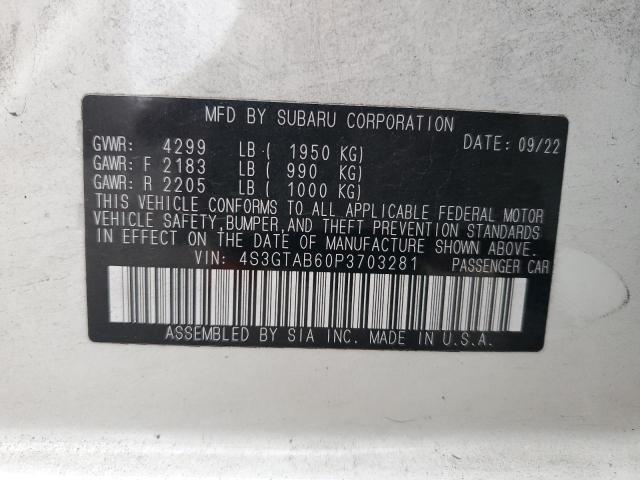 MFD BY SUBARU CORPORATION
GVWR: 4299 LB ( 1950 KG) DATE: 09/22
GAWR: F 2183 LB ( 990 KG)
GAWR: R 2205 LB ( 1000 KG)
THIS VEHICLE CONFORMS TO ALL APPLICABLE FEDERAL MOTOR
VEHICLE SAFETY, BUMPER, AND THEFT PREVENTION STANDARDS
IN EFFECT ON THE DATE OF MANUFACTURE SHOWN ABOVE.
VIN: 4S3GTAB60P3703281 PASSENGER CAR
ASSEMBLED BY SIA INC. MADE IN U.S.A.